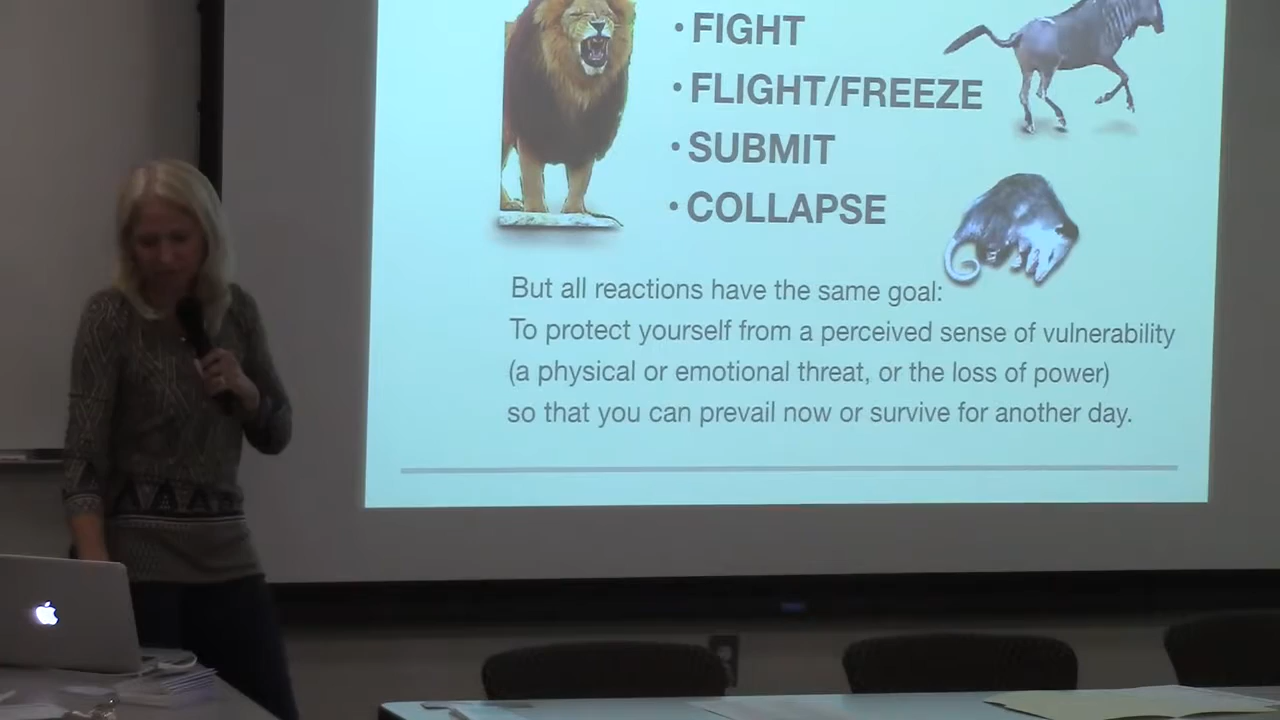 • FIGHT
• FLIGHT/FREEZE
• SUBMIT
• COLLAPSE
But all reactions have the same goal:
To protect yourself from a perceived sense of vulnerability
(a physical or emotional threat, or the loss of power)
so that you can prevail now or survive for another day.